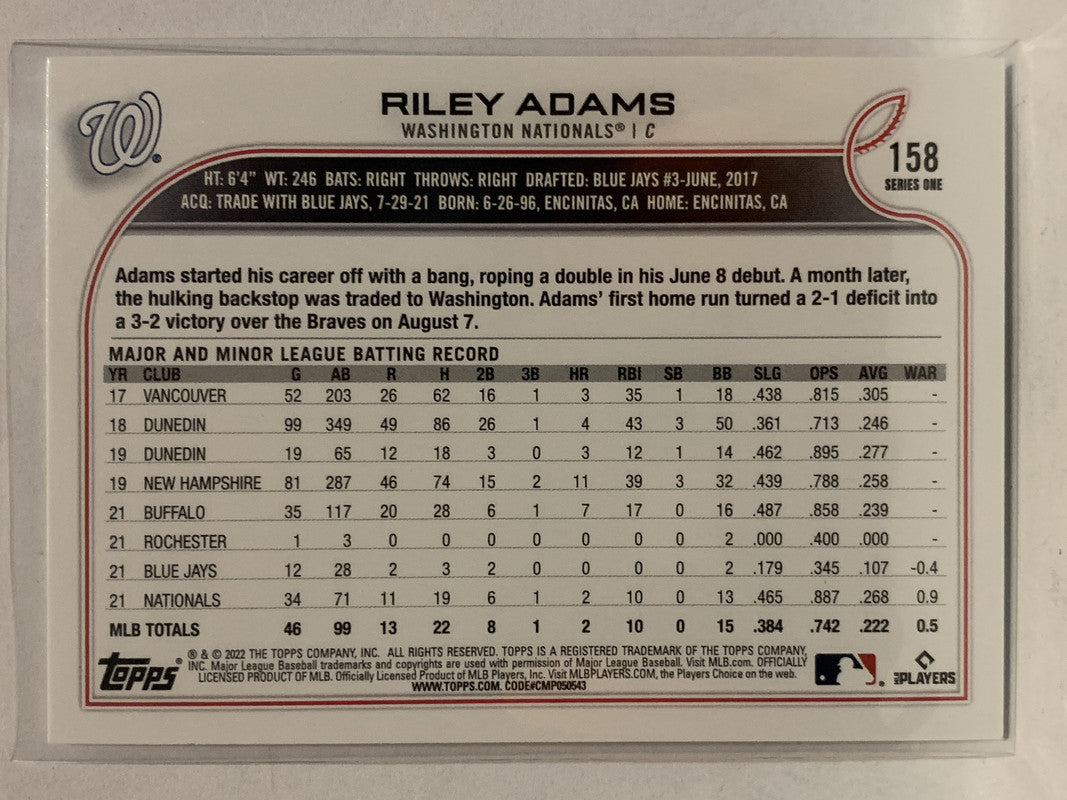 W®
RILEY ADAMS
WASHINGTON NATIONALS® | C
158
SERIES ONE
HT: 6'4" WT: 246 BATS: RIGHT THROWS: RIGHT DRAFTED: BLUE JAYS #3-JUNE, 2017
ACQ: TRADE WITH BLUE JAYS, 7-29-21 BORN: 6-26-96, ENCINITAS, CA HOME: ENCINITAS, CA
Adams started his career off with a bang, roping a double in his June 8 debut. A month later,
the hulking backstop was traded to Washington. Adams' first home run turned a 2-1 deficit into
a 3-2 victory over the Braves on August 7.
MAJOR AND MINOR LEAGUE BATTING RECORD
YR CLUB G AB R H 2B 3B HR RBI SB BB SLG OPS AVG WAR
17 VANCOUVER 52 203 26 62 16 1 3 35 1 18 .438 .815 .305 -
18 DUNEDIN 99 349 49 86 26 1 4 43 3 50 .361 .713 .246 -
19 DUNEDIN 19 65 12 18 3 0 3 12 1 14 .462 .895 .277 -
19 NEW HAMPSHIRE 81 287 46 74 15 2 11 39 3 32 .439 .788 .258 -
21 BUFFALO 35 117 20 28 6 1 7 17 0 16 .487 .858 .239 -
21 ROCHESTER 1 3 0 0 0 0 0 0 0 2 .000 .400 .000 -
21 BLUE JAYS 12 28 2 3 2 0 0 0 0 2 .179 .345 .107 -0.4
21 NATIONALS 34 71 11 19 6 1 2 10 0 13 .465 .887 .268 0.9
MLB TOTALS 46 99 13 22 8 1 2 10 0 15 .384 .742 .222 0.5
topps®
® & © 2022 THE TOPPS COMPANY, INC. ALL RIGHTS RESERVED. TOPPS IS A REGISTERED TRADEMARK OF THE TOPPS COMPANY,
INC. Major League Baseball trademarks and copyrights are used with permission of Major League Baseball. Visit MLB.com. OFFICIALLY
LICENSED PRODUCT OF MLB. Officially Licensed Product of MLB Players, Inc. Visit MLBPLAYERS.COM, the Players Choice on the web.
WWW.TOPPS.COM. CODE#CMP050543
MLB PLAYERS